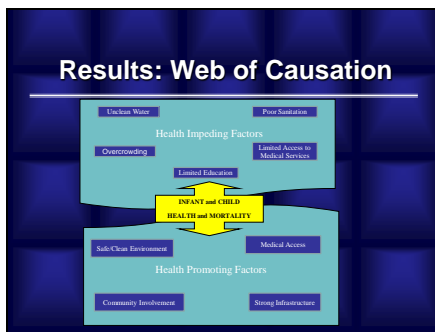 Results: Web of Causation
Unclean Water
Poor Sanitation
Health Impeding Factors
Overcrowding
Limited Access to
Medical Services
Limited Education
INFANT and CHILD
HEALTH and MORTALITY
Safe/Clean Environment
Medical Access
Health Promoting Factors
Community Involvement
Strong Infrastructure